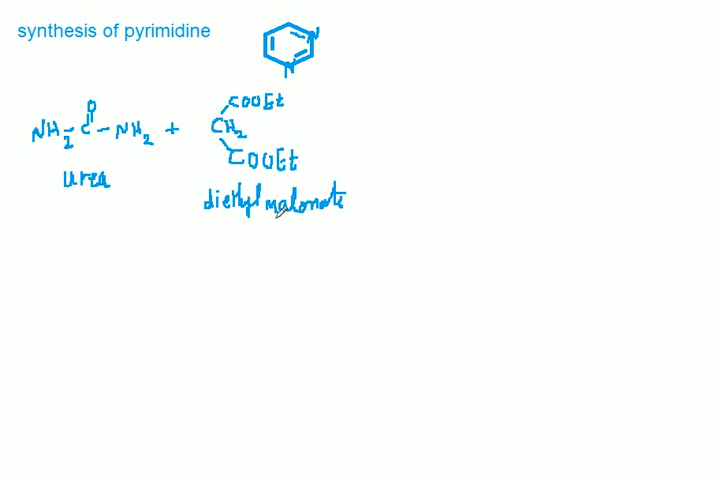 synthesis of pyrimidine
N
N
O
NH2-C-NH2 +
urea
COOEt
CH2
COOEt
diethyl malonate